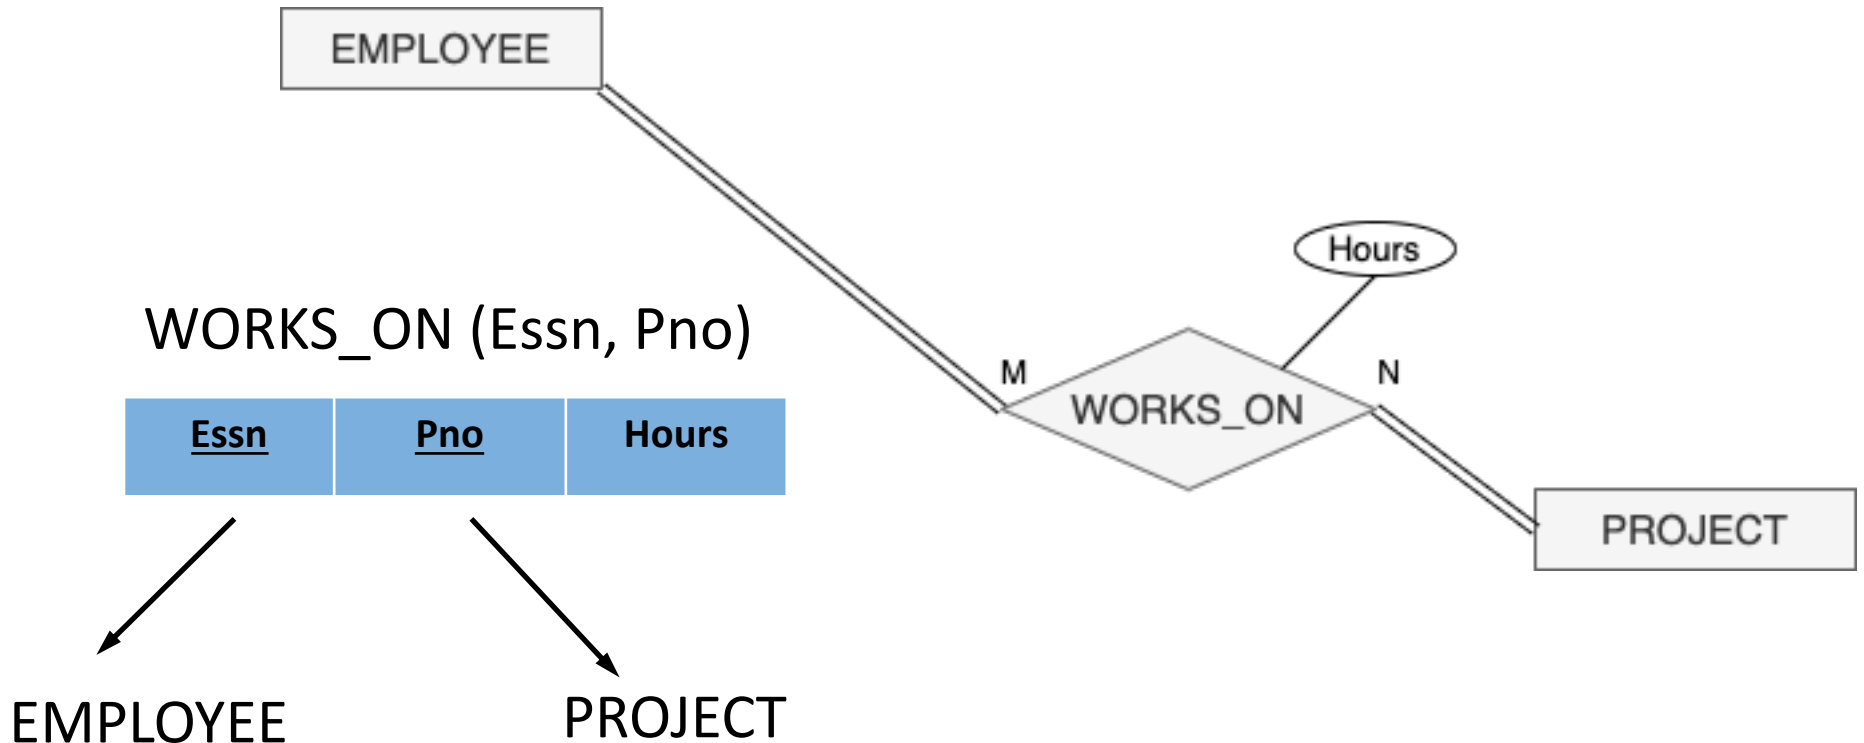 EMPLOYEE
Hours
WORKS_ON (Essn, Pno)
M
N
WORKS_ON
Essn Pno Hours
PROJECT
EMPLOYEE
PROJECT